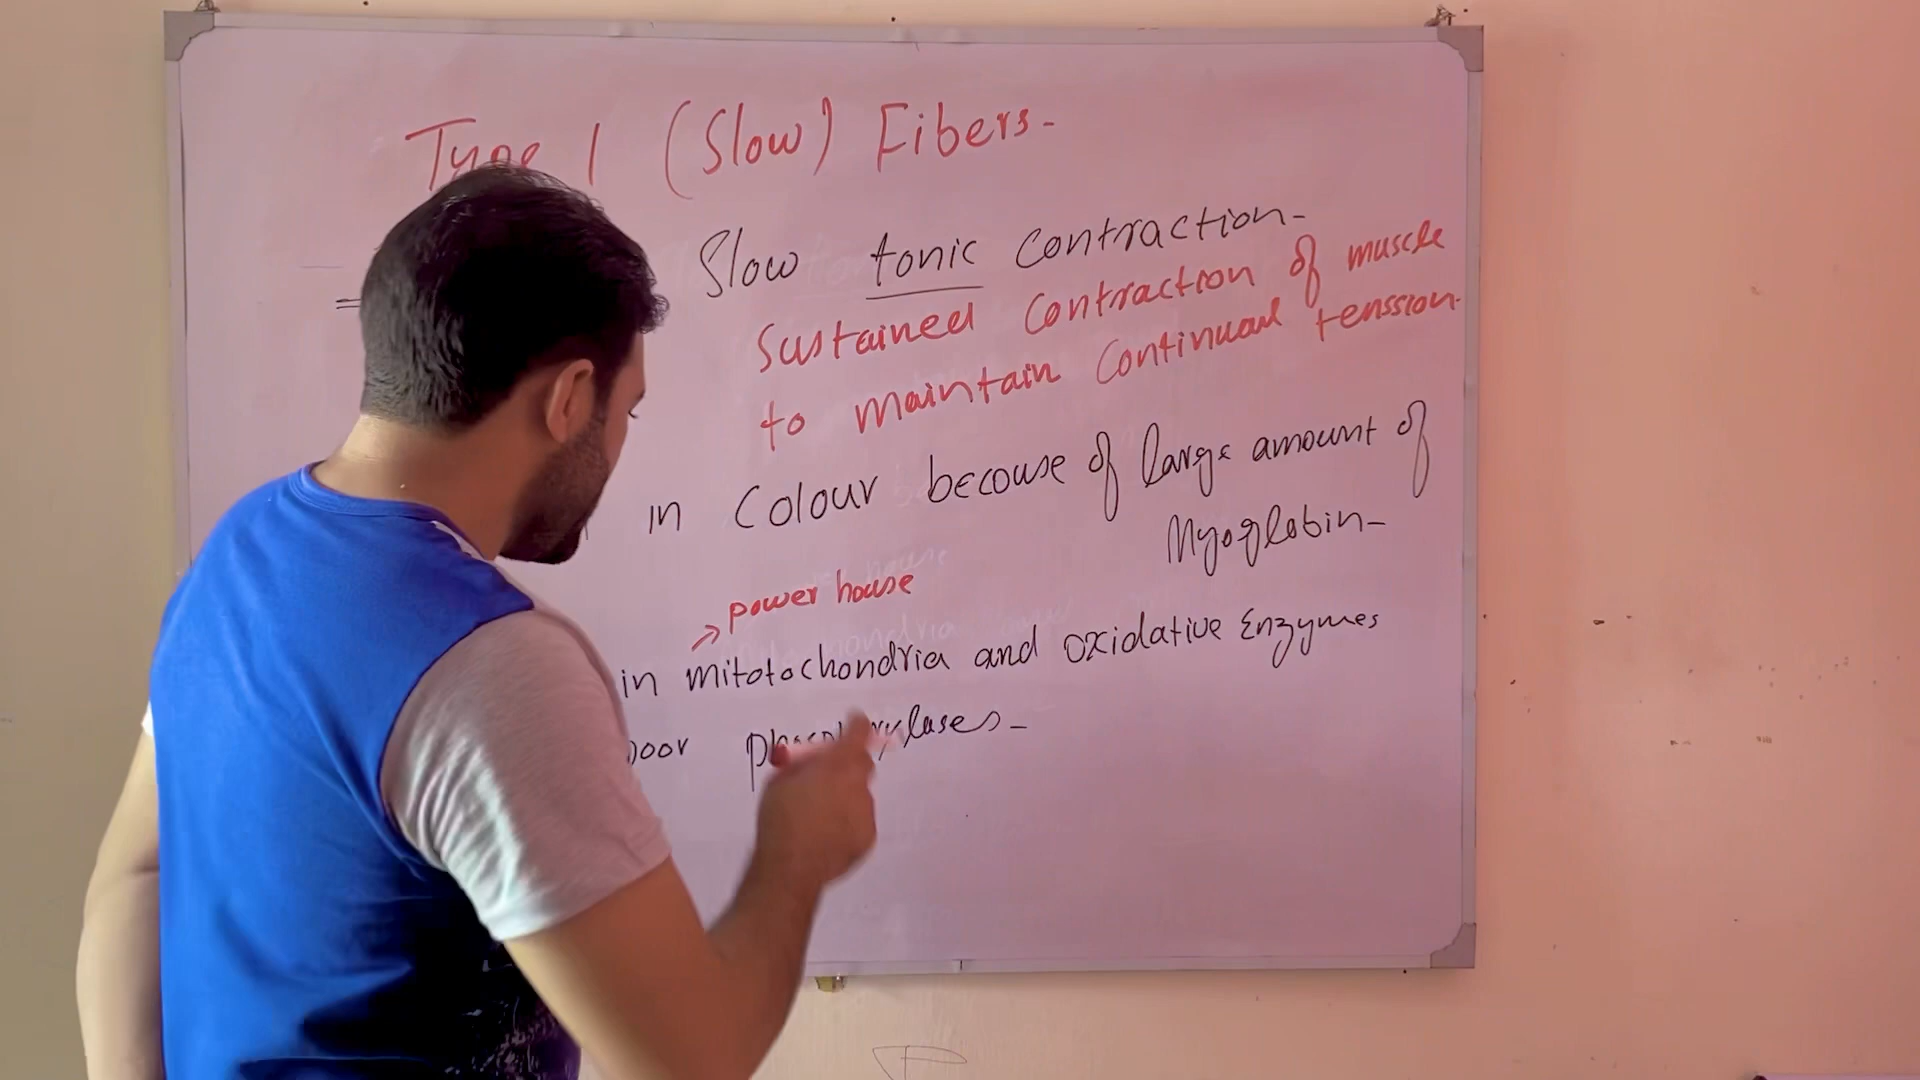 Type 1 (Slow) Fibers-
= Slow tonic contraction-
Sustained contraction of muscle
to maintain continual tenssion.
in Colour becouse of large amount of
Myoglobin-
power house
in mitotochondria and oxidative Enzymes
poor phosphorylases-